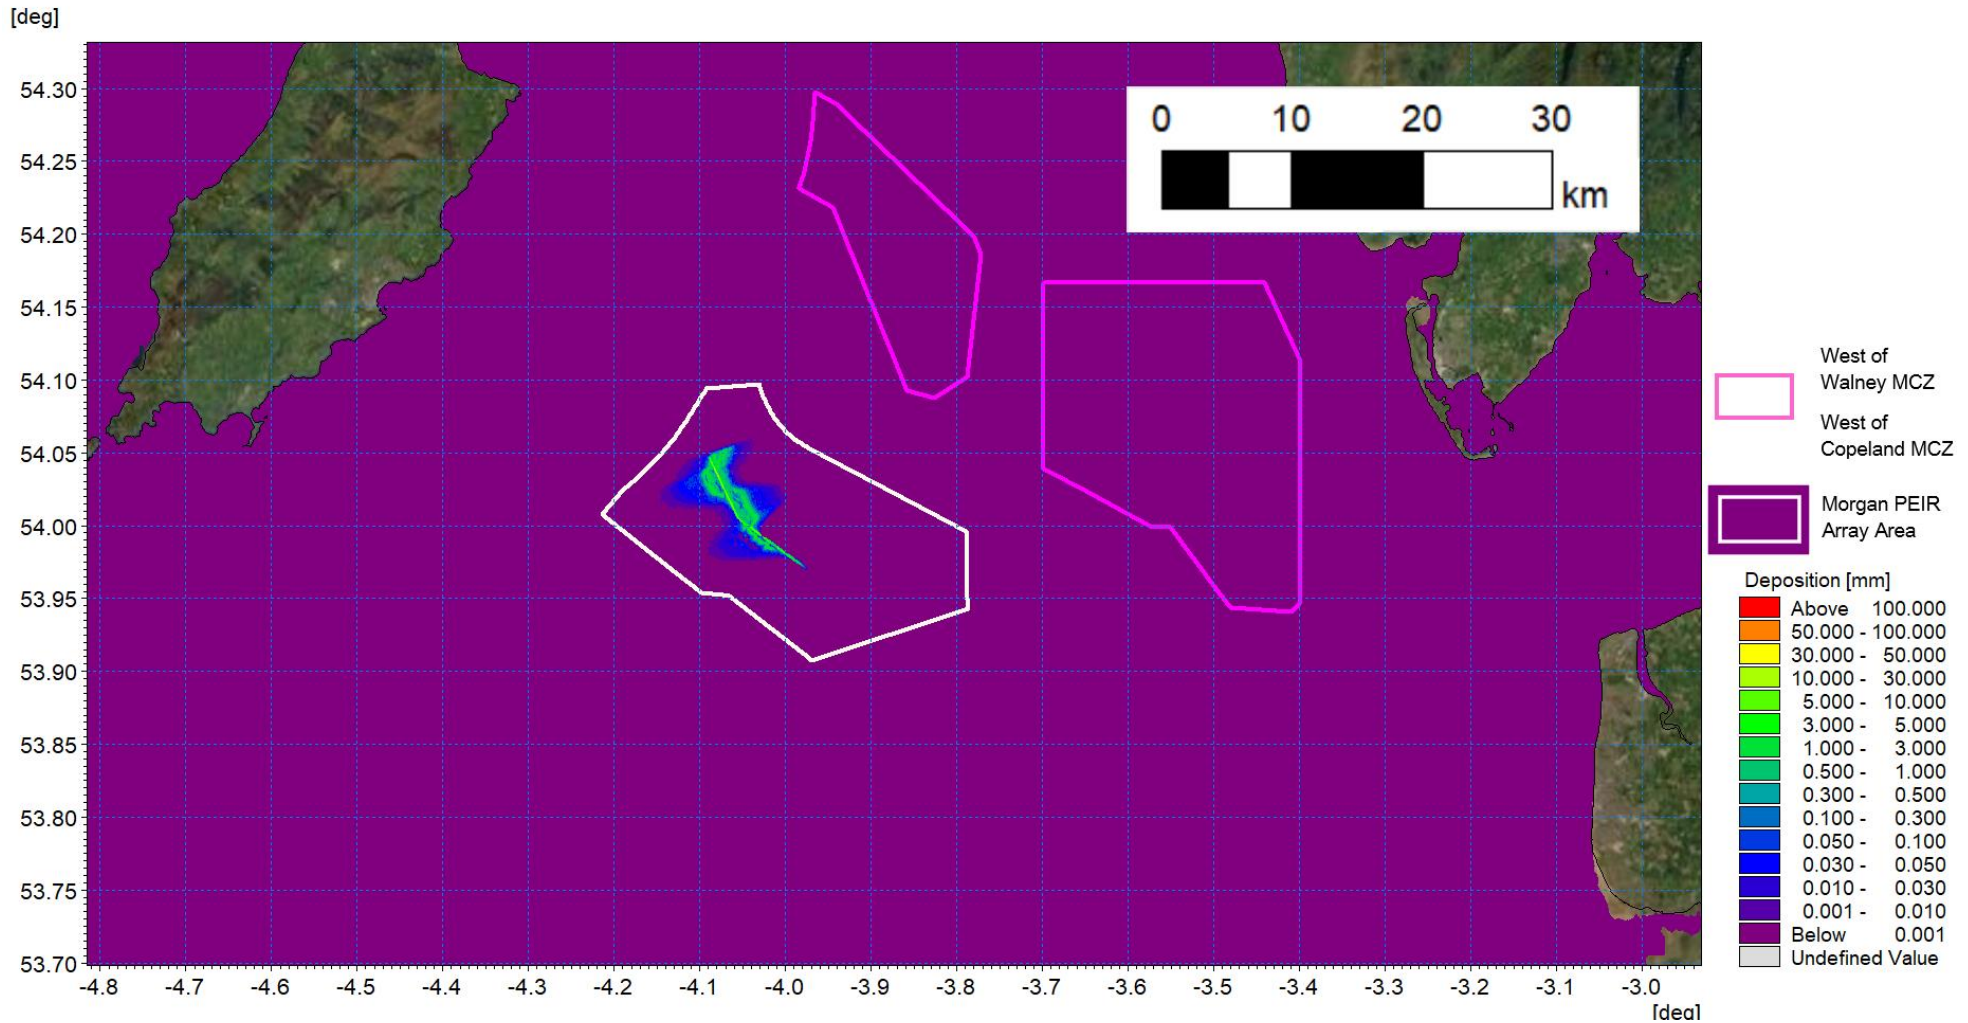 [deg]
54.30
54.25
54.20
54.15
54.10
54.05
54.00
53.95
53.90
53.85
53.80
53.75
53.70
-4.8 -4.7 -4.6 -4.5 -4.4 -4.3 -4.2 -4.1 -4.0 -3.9 -3.8 -3.7 -3.6 -3.5 -3.4 -3.3 -3.2 -3.1 -3.0
[deg]
0 10 20 30
km
West of
Walney MCZ
West of
Copeland MCZ
Morgan PEIR
Array Area
Deposition [mm]
Above 100.000
50.000 - 100.000
30.000 - 50.000
10.000 - 30.000
5.000 - 10.000
3.000 - 5.000
1.000 - 3.000
0.500 - 1.000
0.300 - 0.500
0.100 - 0.300
0.050 - 0.100
0.030 - 0.050
0.010 - 0.030
0.001 - 0.010
Below 0.001
Undefined Value